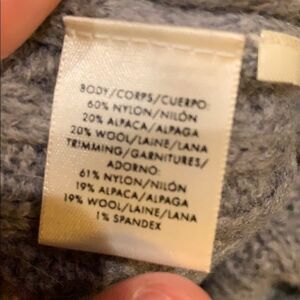 BODY/CORPS/CUERPO:
60% NYLON/NILÓN
20% ALPACA/ALPAGA
20% WOOL/LAINE/LANA
TRIMMING/GARNITURES/
ADORNO:
61% NYLON/NILÓN
19% ALPACA/ALPAGA
19% WOOL/LAINE/LANA
1% SPANDEX